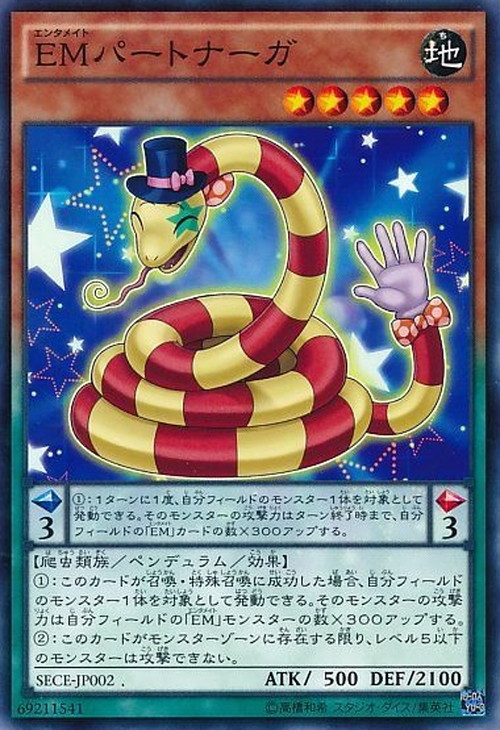 エンタメイト
EMパートナーガ
ち
地
①:1ターンに1度、自分フィールドのモンスター1体を対象として
発動できる。そのモンスターの攻撃力はターン終了時まで、自分
フィールドの「EM」カードの数×300アップする。
3
3
【爬虫類族/ペンデュラム/効果】
①:このカードが召喚・特殊召喚に成功した場合、自分フィールド
のモンスター1体を対象として発動できる。そのモンスターの攻撃
力は自分フィールドの「EM」モンスターの数×300アップする。
②:このカードがモンスターゾーンに存在する限り、レベル5以下
のモンスターは攻撃できない。
SECE-JP002
ATK/ 500 DEF/2100
69211541
©高橋和希 スタジオ・ダイス/集英社